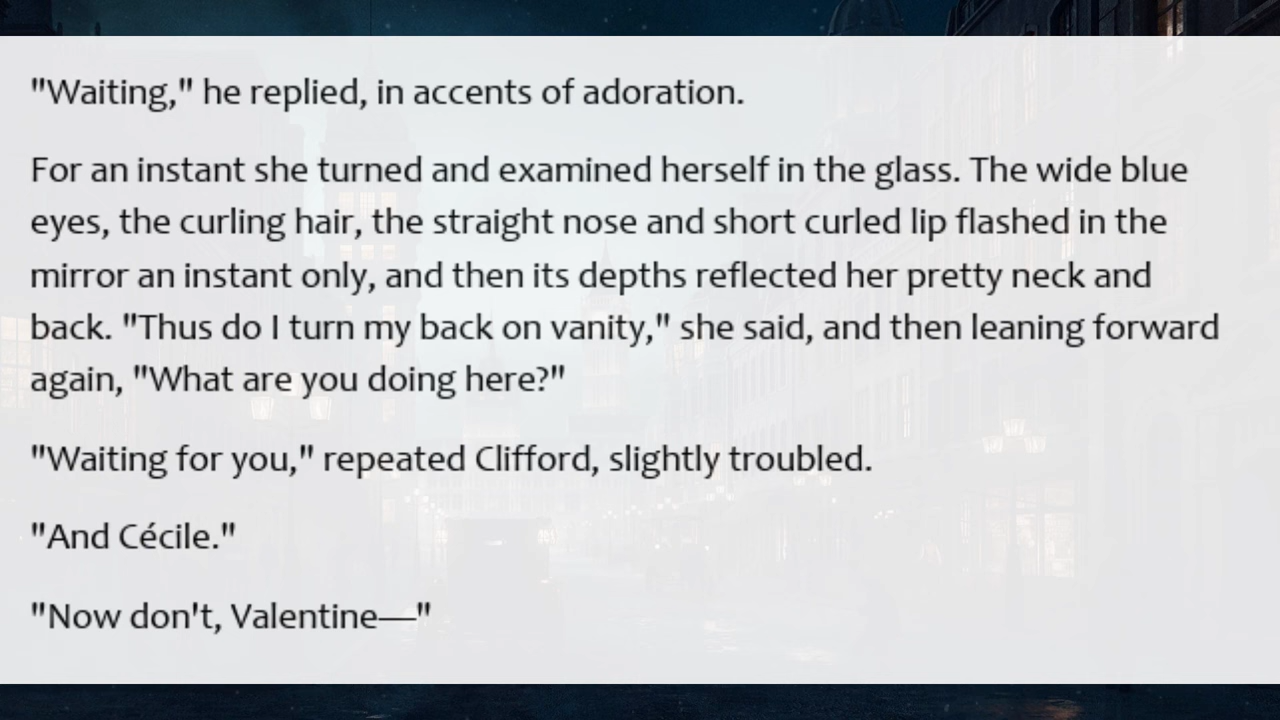 "Waiting," he replied, in accents of adoration.
For an instant she turned and examined herself in the glass. The wide blue
eyes, the curling hair, the straight nose and short curled lip flashed in the
mirror an instant only, and then its depths reflected her pretty neck and
back. "Thus do I turn my back on vanity," she said, and then leaning forward
again, "What are you doing here?"
"Waiting for you," repeated Clifford, slightly troubled.
"And Cécile."
"Now don't, Valentine—"